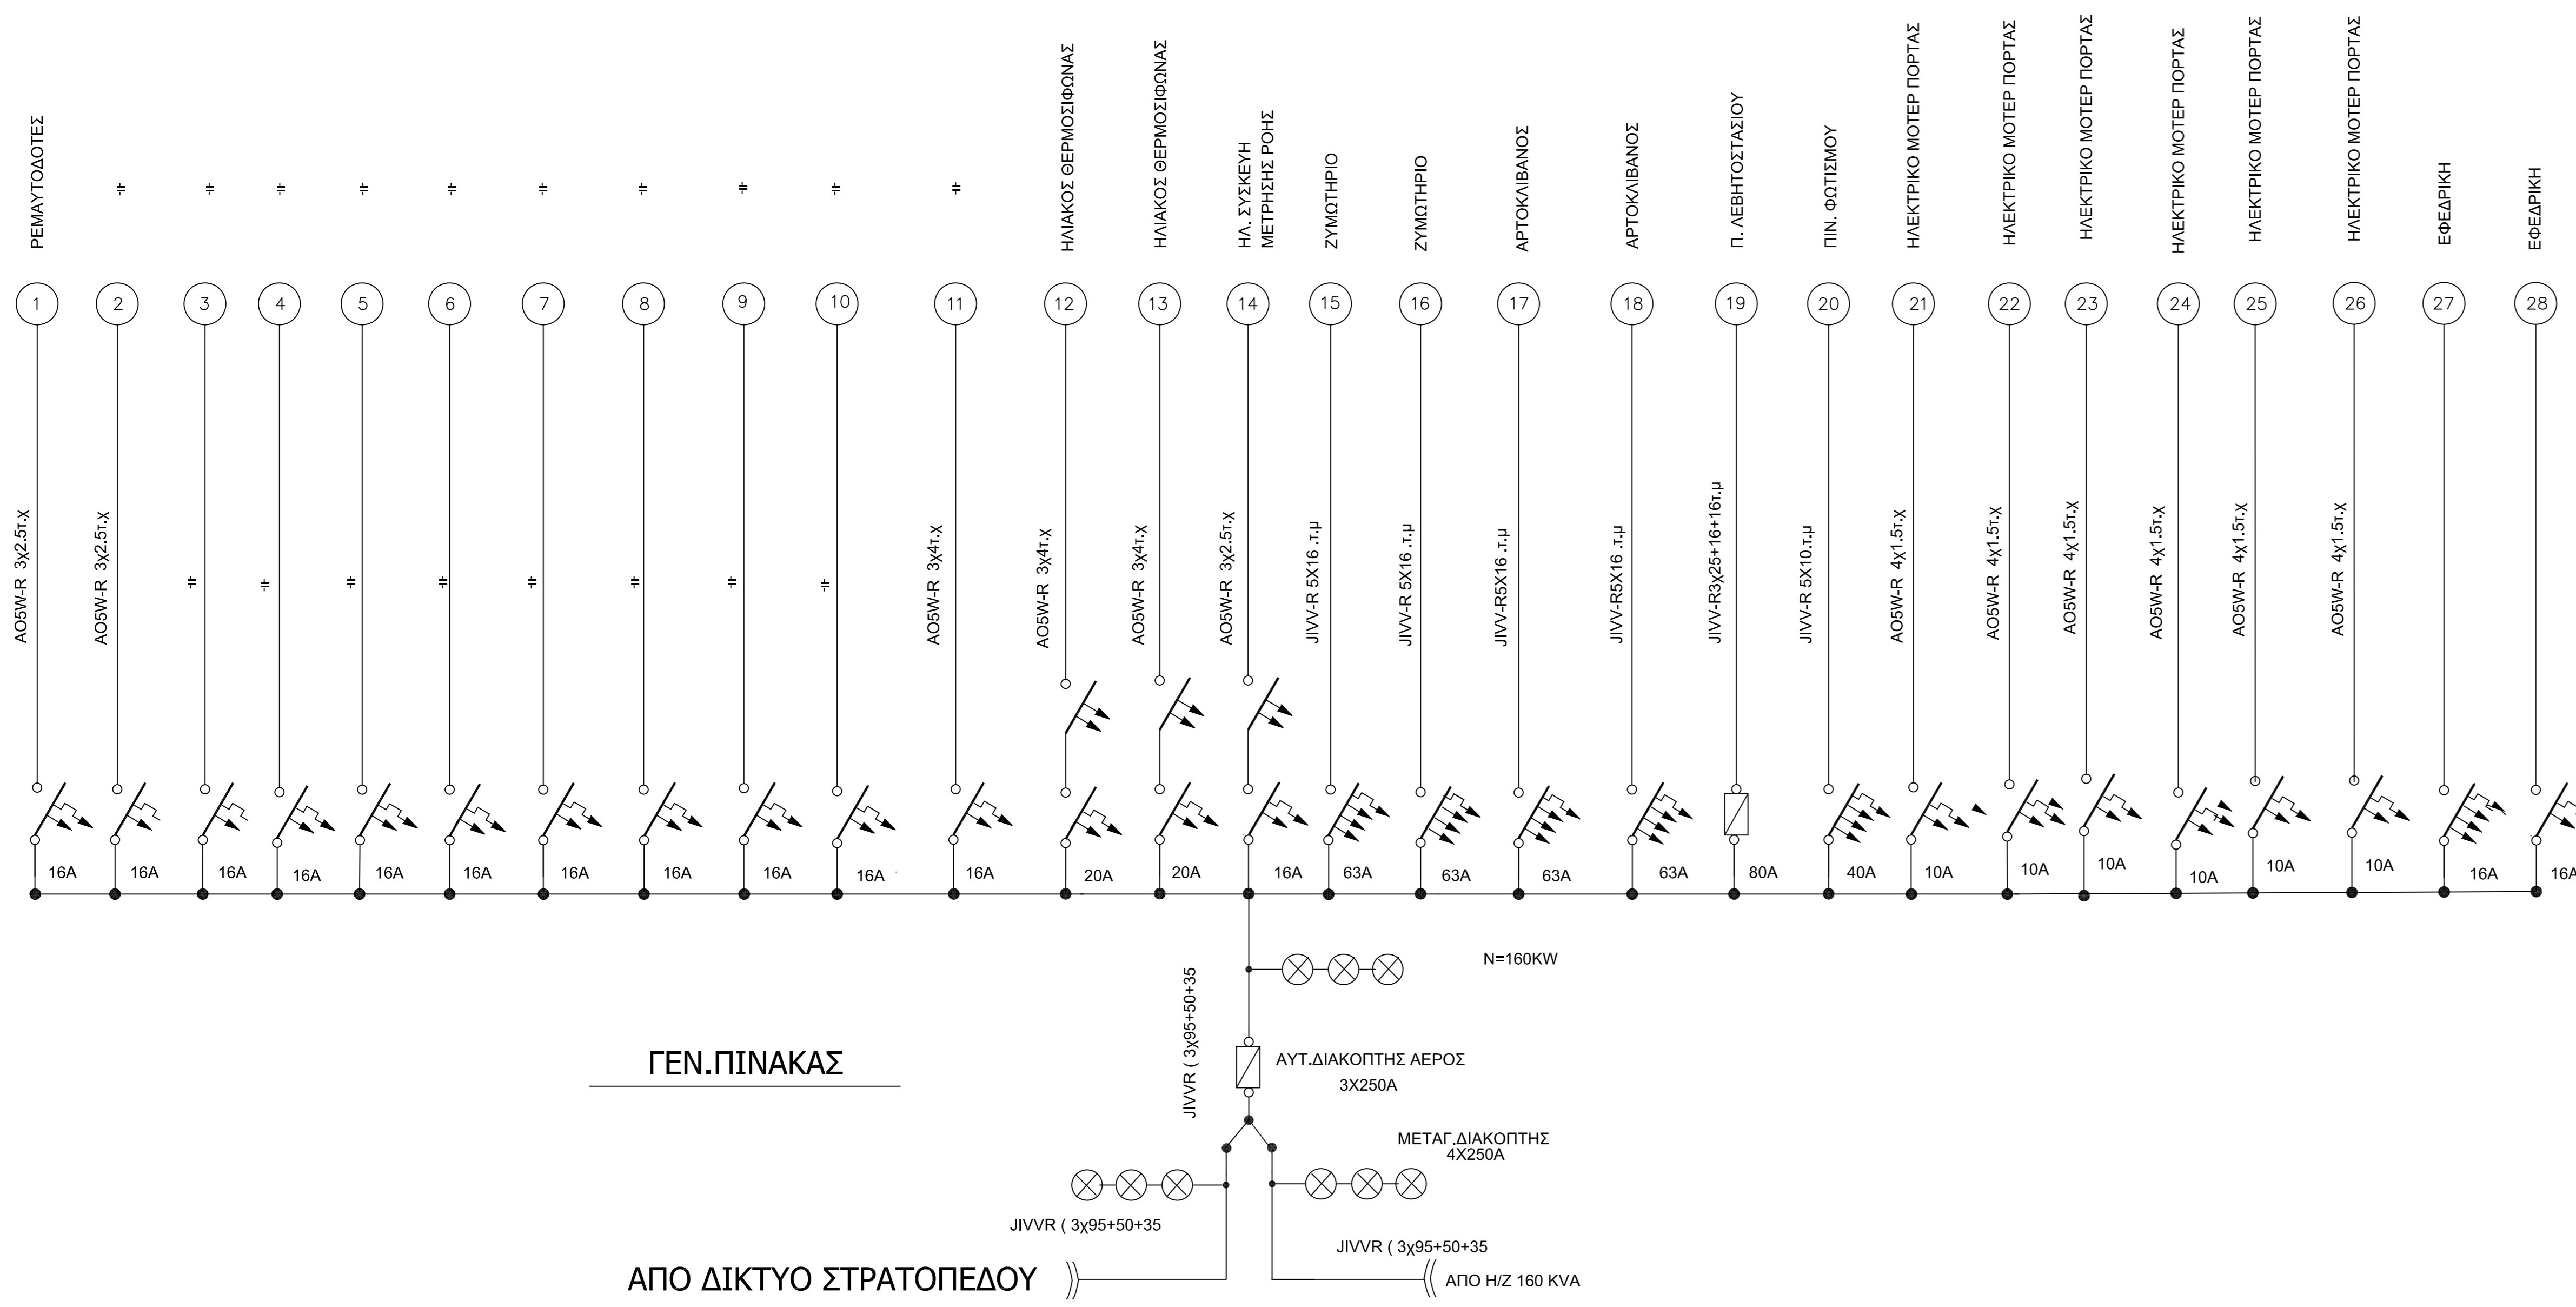 ΡΕΜΑΥΤΟΔΟΤΕΣ
ΗΛΙΑΚΟΣ ΘΕΡΜΟΣΙΦΩΝΑΣ
ΗΛΙΑΚΟΣ ΘΕΡΜΟΣΙΦΩΝΑΣ
ΗΛ. ΣΥΣΚΕΥΗ
ΜΕΤΡΗΣΗΣ ΡΟΗΣ
ΖΥΜΩΤΗΡΙΟ
ΖΥΜΩΤΗΡΙΟ
ΑΡΤΟΚΛΙΒΑΝΟΣ
ΑΡΤΟΚΛΙΒΑΝΟΣ
Π. ΛΕΒΗΤΟΣΤΑΣΙΟΥ
ΠΙΝ. ΦΩΤΙΣΜΟΥ
ΗΛΕΚΤΡΙΚΟ ΜΟΤΕΡ ΠΟΡΤΑΣ
ΗΛΕΚΤΡΙΚΟ ΜΟΤΕΡ ΠΟΡΤΑΣ
ΗΛΕΚΤΡΙΚΟ ΜΟΤΕΡ ΠΟΡΤΑΣ
ΗΛΕΚΤΡΙΚΟ ΜΟΤΕΡ ΠΟΡΤΑΣ
ΗΛΕΚΤΡΙΚΟ ΜΟΤΕΡ ΠΟΡΤΑΣ
ΗΛΕΚΤΡΙΚΟ ΜΟΤΕΡ ΠΟΡΤΑΣ
ΕΦΕΔΡΙΚΗ
ΕΦΕΔΡΙΚΗ
1 2 3 4 5 6 7 8 9 10 11 12 13 14 15 16 17 18 19 20 21 22 23 24 25 26 27 28
AO5W-R 3χ2.5τ.χ
AO5W-R 3χ2.5τ.χ
AO5W-R 3χ4τ.χ
AO5W-R 3χ4τ.χ
AO5W-R 3χ4τ.χ
AO5W-R 3χ2.5τ.χ
JIVV-R 5X16 .τ.μ
JIVV-R 5X16 .τ.μ
JIVV-R5X16 .τ.μ
JIVV-R5X16 .τ.μ
JIVV-R3χ25+16+16τ.μ
JIVV-R 5X10.τ.μ
AO5W-R 4χ1.5τ.χ
AO5W-R 4χ1.5τ.χ
AO5W-R 4χ1.5τ.χ
AO5W-R 4χ1.5τ.χ
AO5W-R 4χ1.5τ.χ
AO5W-R 4χ1.5τ.χ
16A 16A 16A 16A 16A 16A 16A 16A 16A 16A 16A 20A 20A 16A 63A 63A 63A 63A 80A 40A 10A 10A 10A 10A 10A 10A 16A 16A
N=160KW
JIVVR ( 3χ95+50+35
ΓΕΝ.ΠΙΝΑΚΑΣ
ΑΥΤ.ΔΙΑΚΟΠΤΗΣ ΑΕΡΟΣ
3X250A
ΜΕΤΑΓ.ΔΙΑΚΟΠΤΗΣ
4X250A
JIVVR ( 3χ95+50+35
JIVVR ( 3χ95+50+35
ΑΠΟ ΔΙΚΤΥΟ ΣΤΡΑΤΟΠΕΔΟΥ
ΑΠΟ Η/Ζ 160 KVA